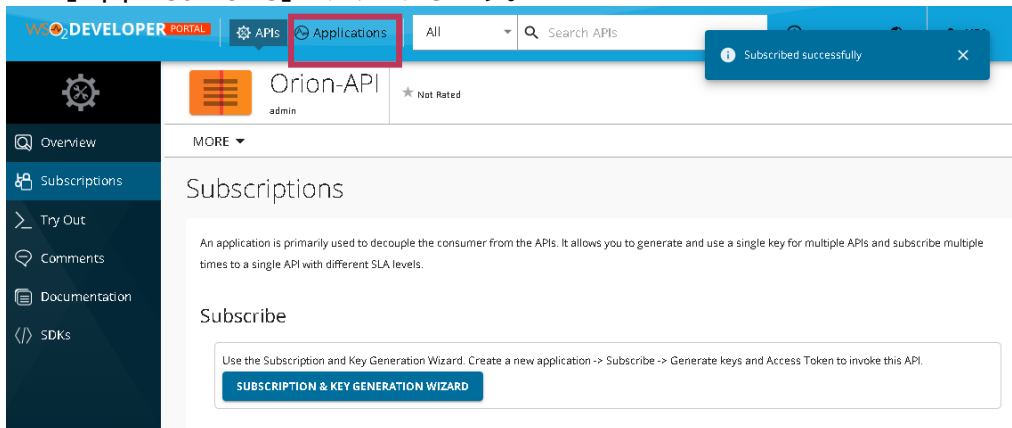 WSO2 DEVELOPER PORTAL
APIs
Applications
All
Search APIs
Subscribed successfully
Orion-API
admin
Not Rated
Overview
MORE
Subscriptions
Subscriptions
Try Out
An application is primarily used to decouple the consumer from the APIs. It allows you to generate and use a single key for multiple APIs and subscribe multiple
times to a single API with different SLA levels.
Comments
Documentation
Subscribe
SDKs
Use the Subscription and Key Generation Wizard. Create a new application -> Subscribe -> Generate keys and Access Token to invoke this API.
SUBSCRIPTION & KEY GENERATION WIZARD